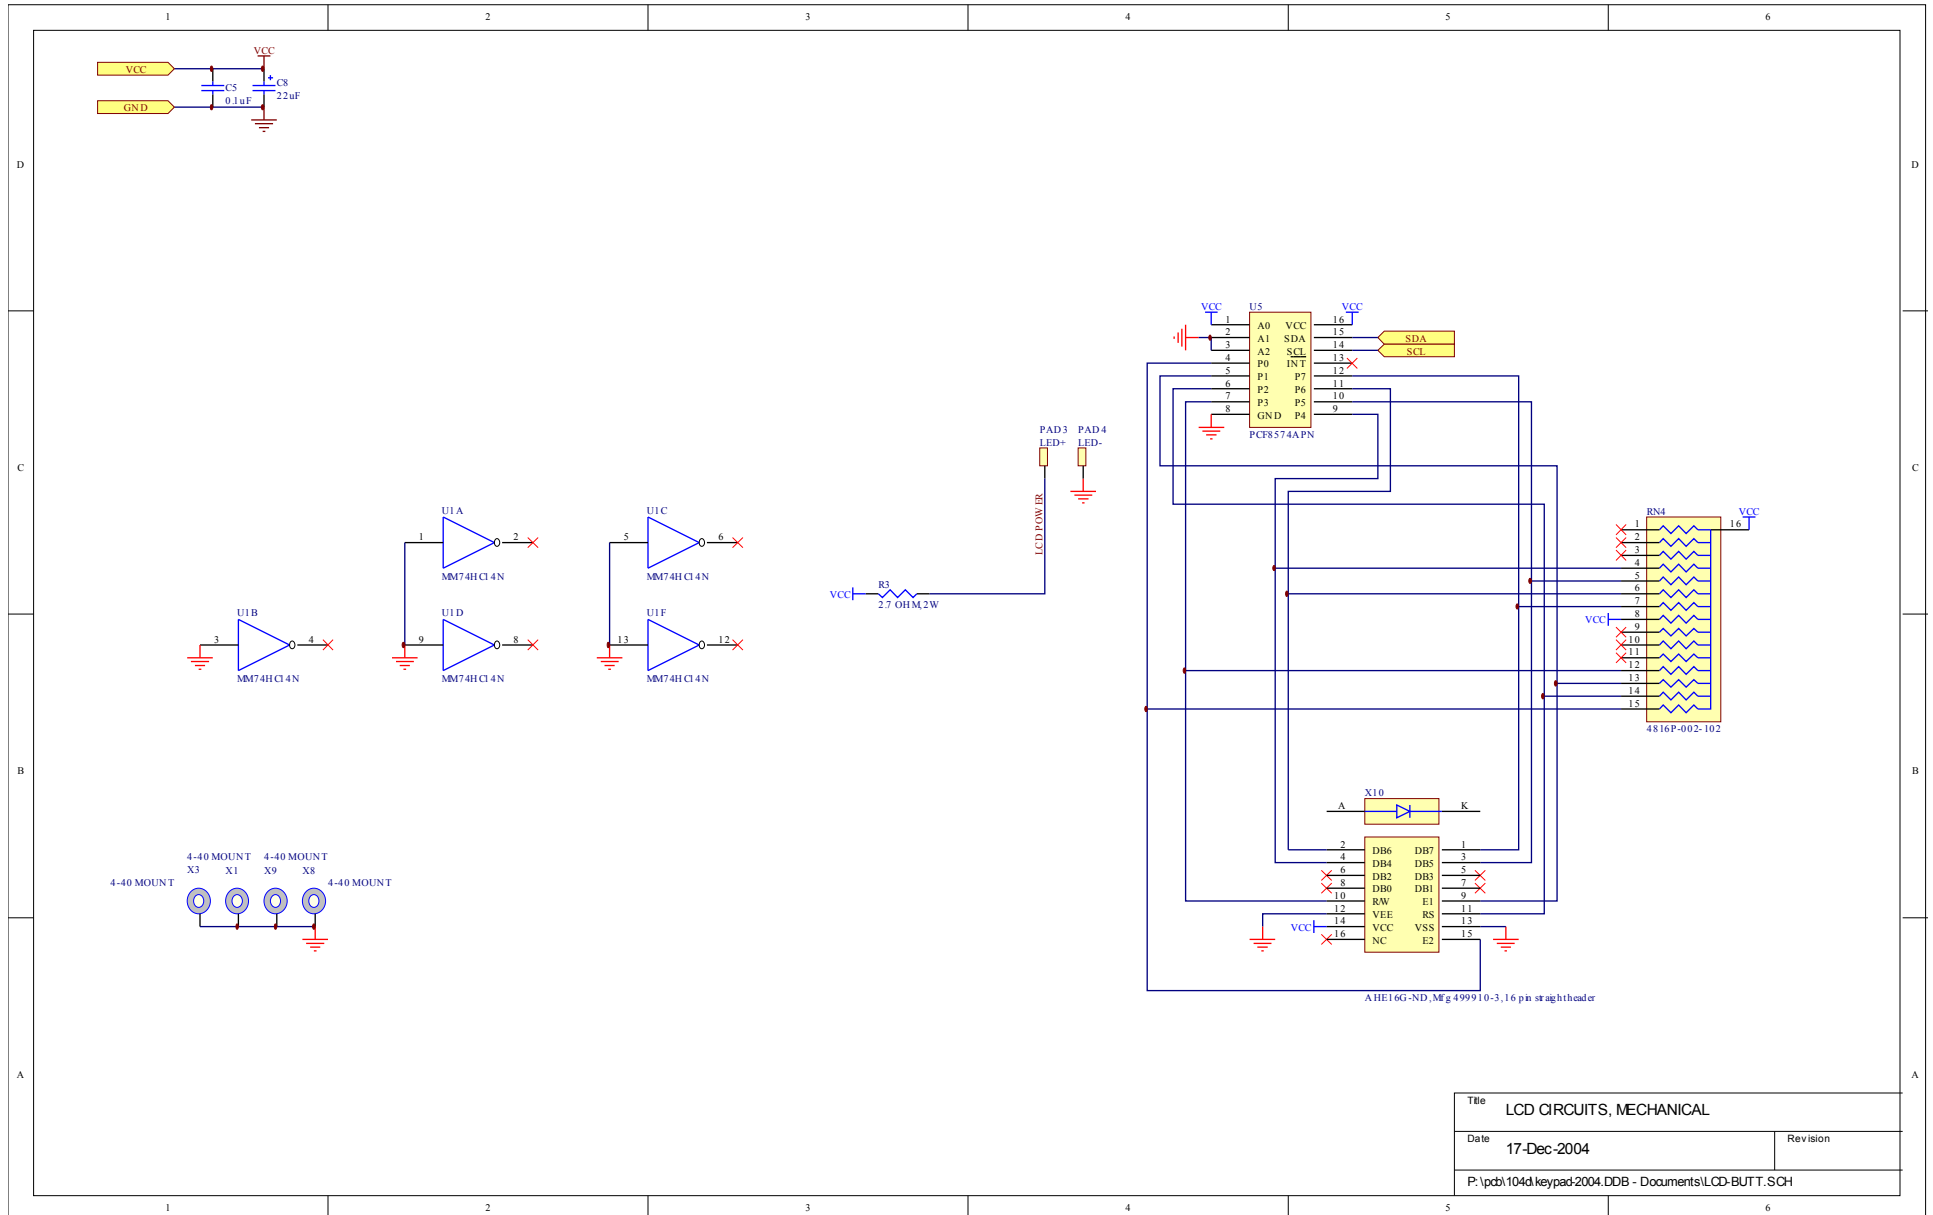 1 2 3 4 5 6
VCC
VCC
C5
0.1uF
+
C8
22uF
GND
D D
VCC U5 VCC
1 A0 VCC 16
2 A1 SDA 15 SDA
3 A2 SCL 14 SCL
4 P0 INT 13
5 P1 P7 12
6 P2 P6 11
7 P3 P5 10
8 GND P4 9
PCF8574APN
PAD3 PAD4
LED+ LED-
C C
LCD POWER
U1A
1 2
MM74HC14N
U1C
5 6
MM74HC14N
VCC
R3
2.7 OHM,2W
U1B
3 4
MM74HC14N
U1D
9 8
MM74HC14N
U1F
13 12
MM74HC14N
RN4 VCC
1 16
2
3
4
5
6
7
VCC 8
9
10
11
12
13
14
15
4816P-002-102
B B
X10
A K
2 DB6 DB7 1
4 DB4 DB5 3
6 DB2 DB3 5
8 DB0 DB1 7
10 R/W E1 9
12 VEE RS 11
VCC 14 VCC VSS 13
16 NC E2 15
AHE16G-ND, Mfg 499910-3, 16 pin straight header
4-40 MOUNT 4-40 MOUNT
X3 X1 X9 X8
4-40 MOUNT 4-40 MOUNT
A A
Title
LCD CIRCUITS, MECHANICAL
Date
17-Dec-2004
Revision
P:\pcb\104d\keypad-2004.DDB - Documents\LCD-BUTT.SCH
1 2 3 4 5 6